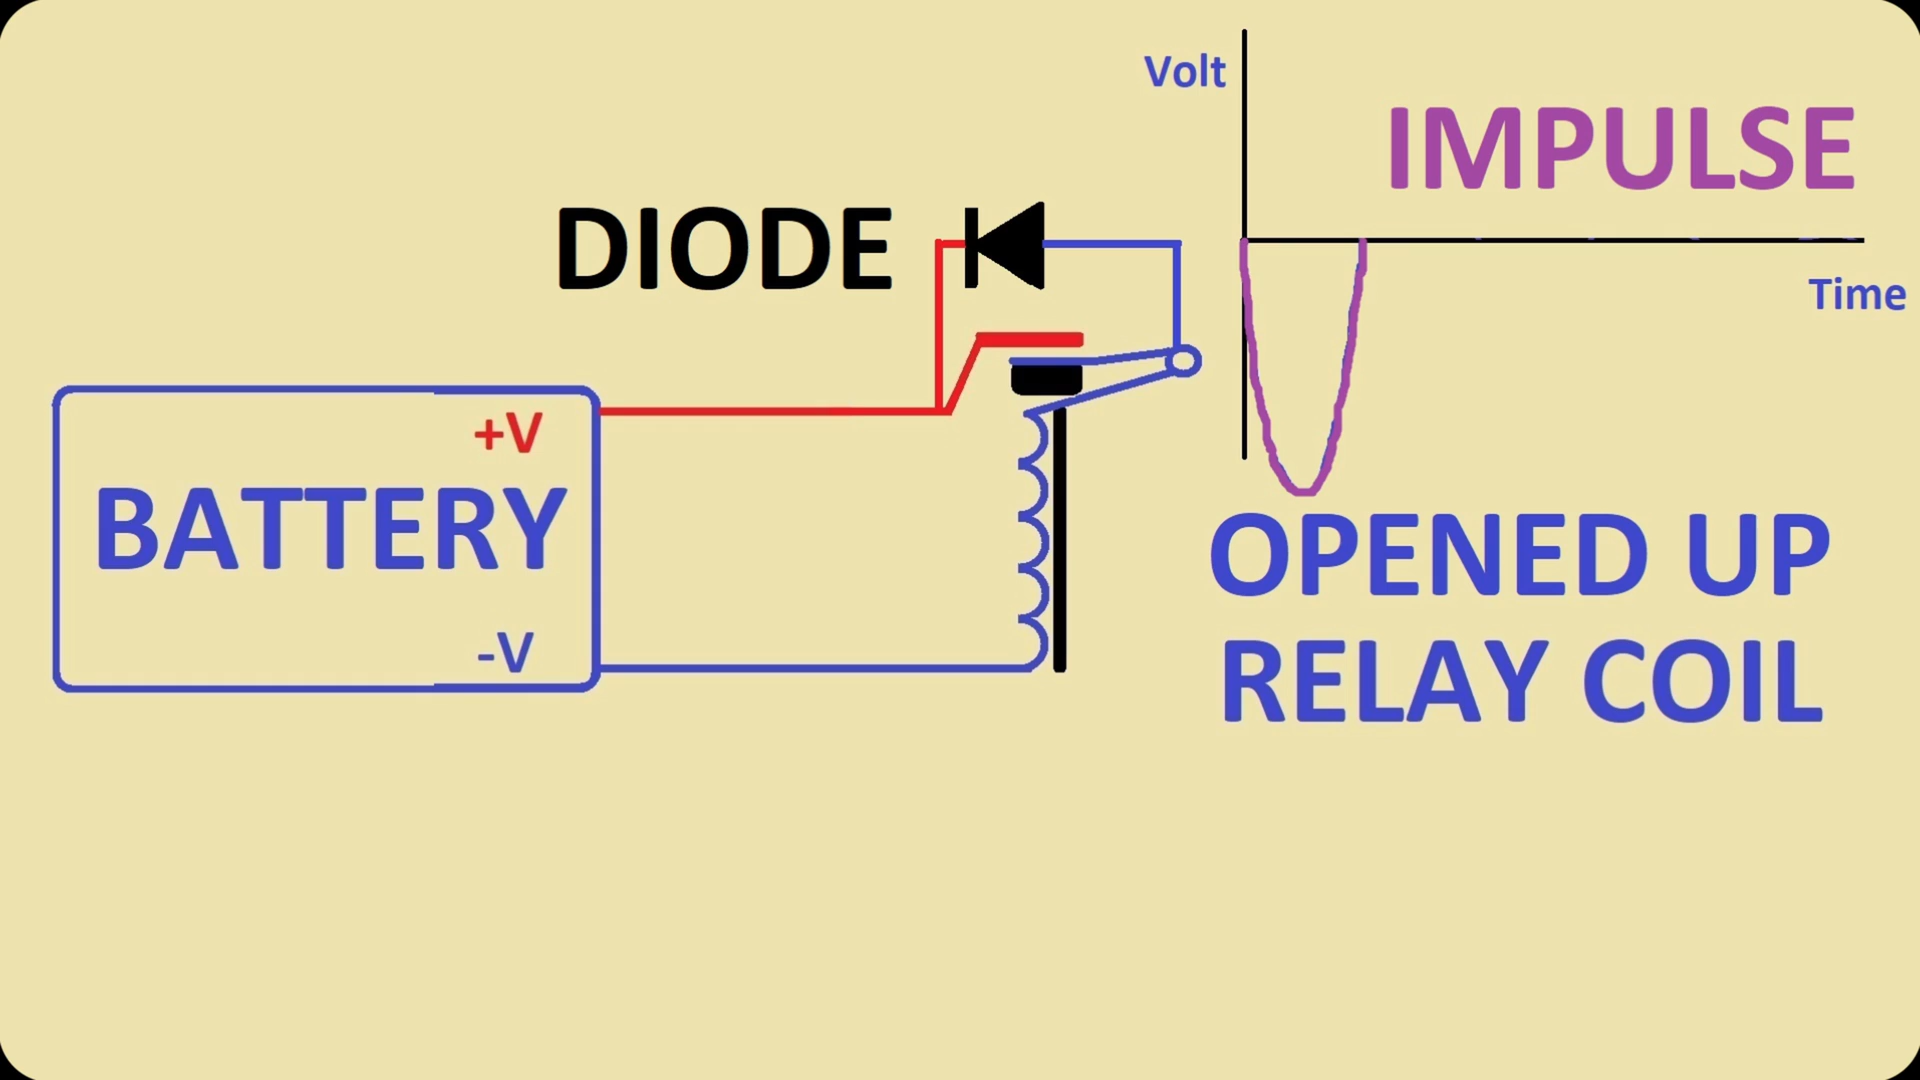 Volt
IMPULSE
DIODE
Time
+V
BATTERY
-V
OPENED UP
RELAY COIL